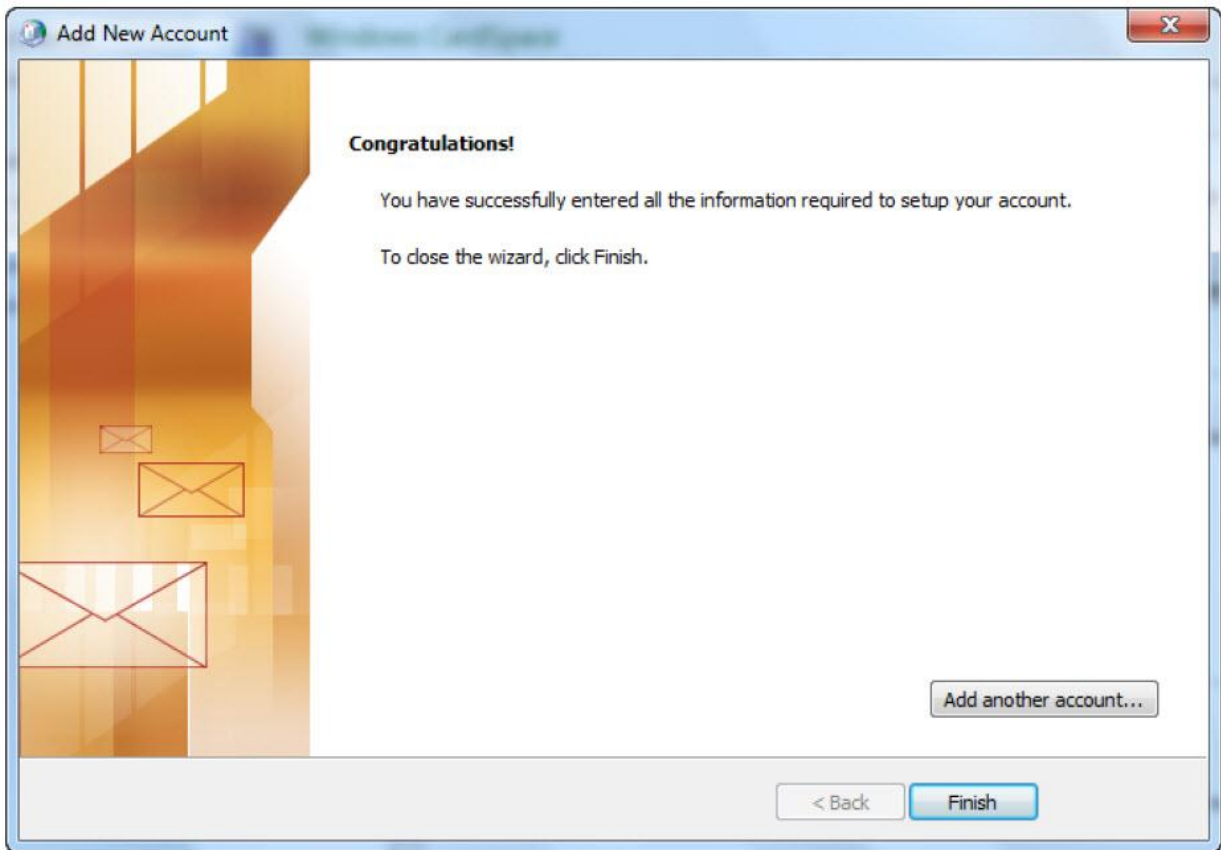 Add New Account
Congratulations!
You have successfully entered all the information required to setup your account.
To close the wizard, click Finish.
Add another account...
< Back
Finish